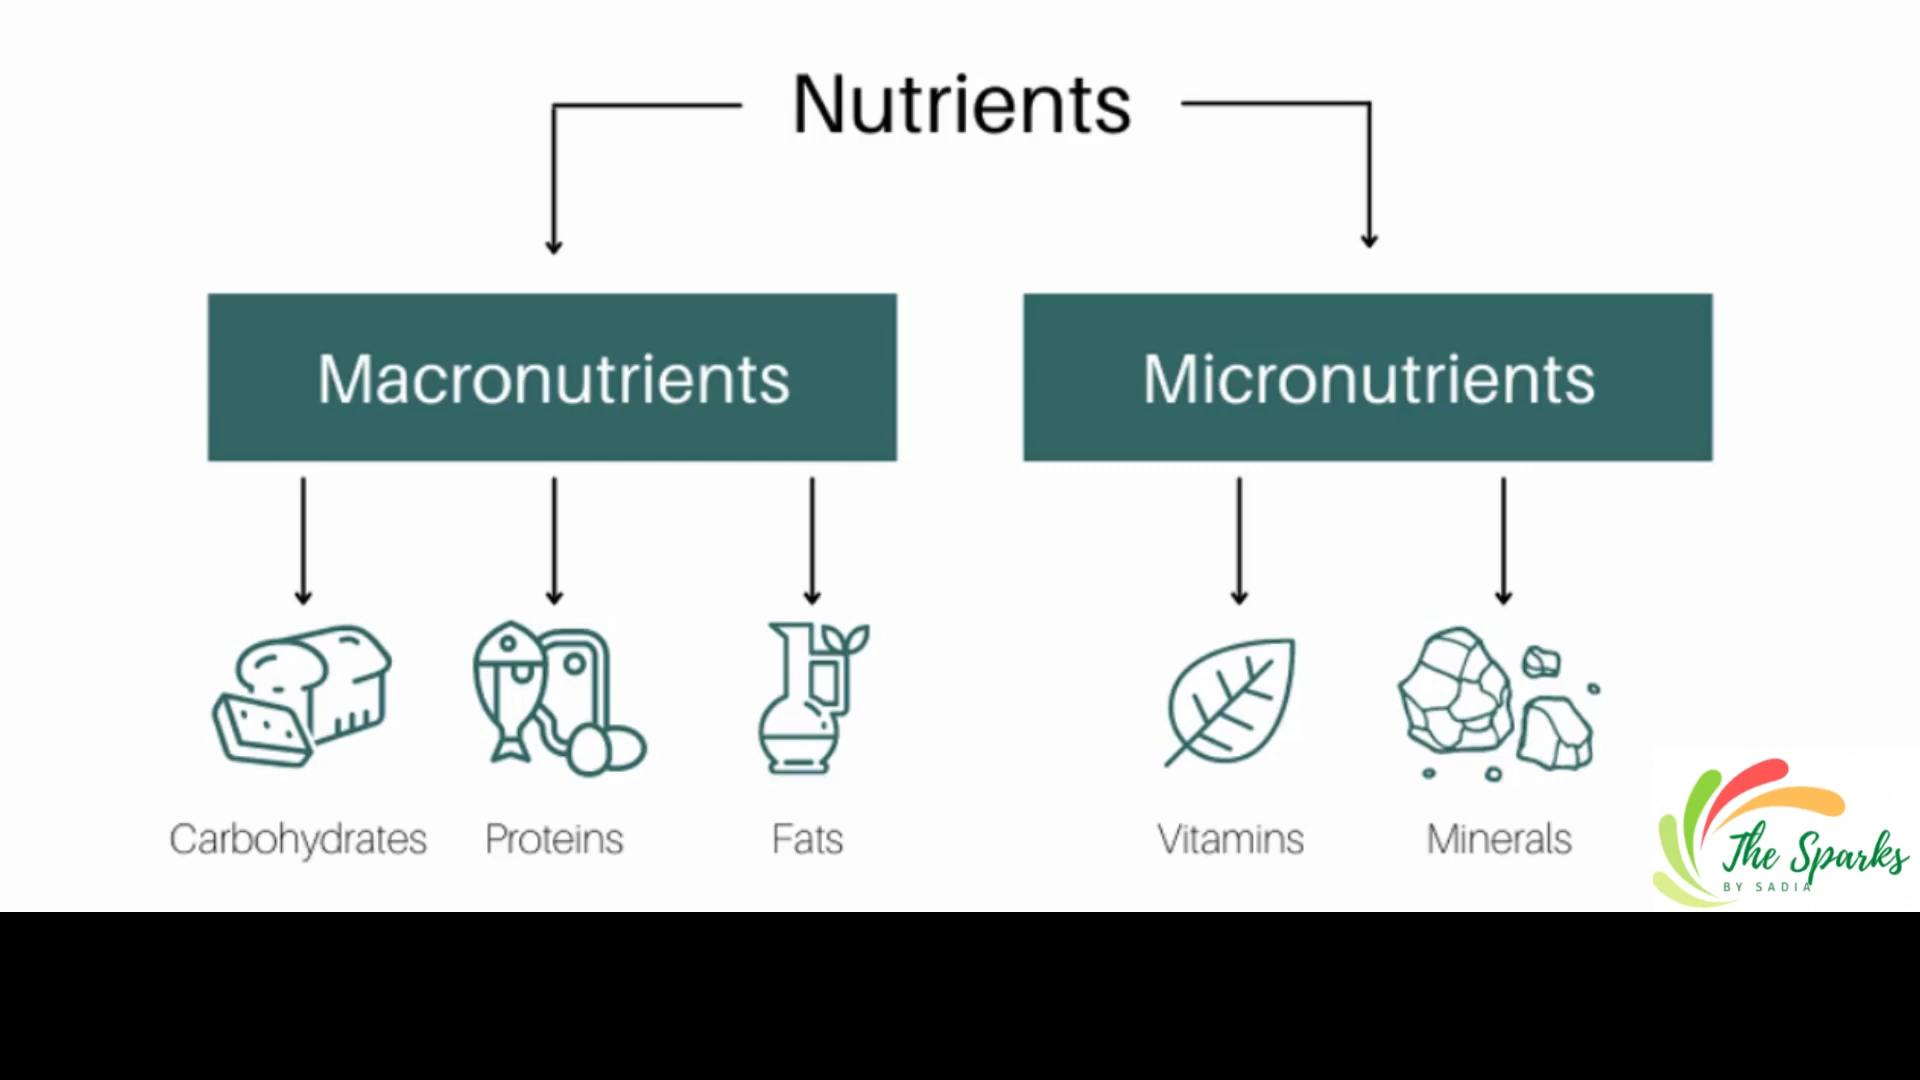 Nutrients
Macronutrients
Micronutrients
Carbohydrates
Proteins
Fats
Vitamins
Minerals
The Sparks
BY SADIA